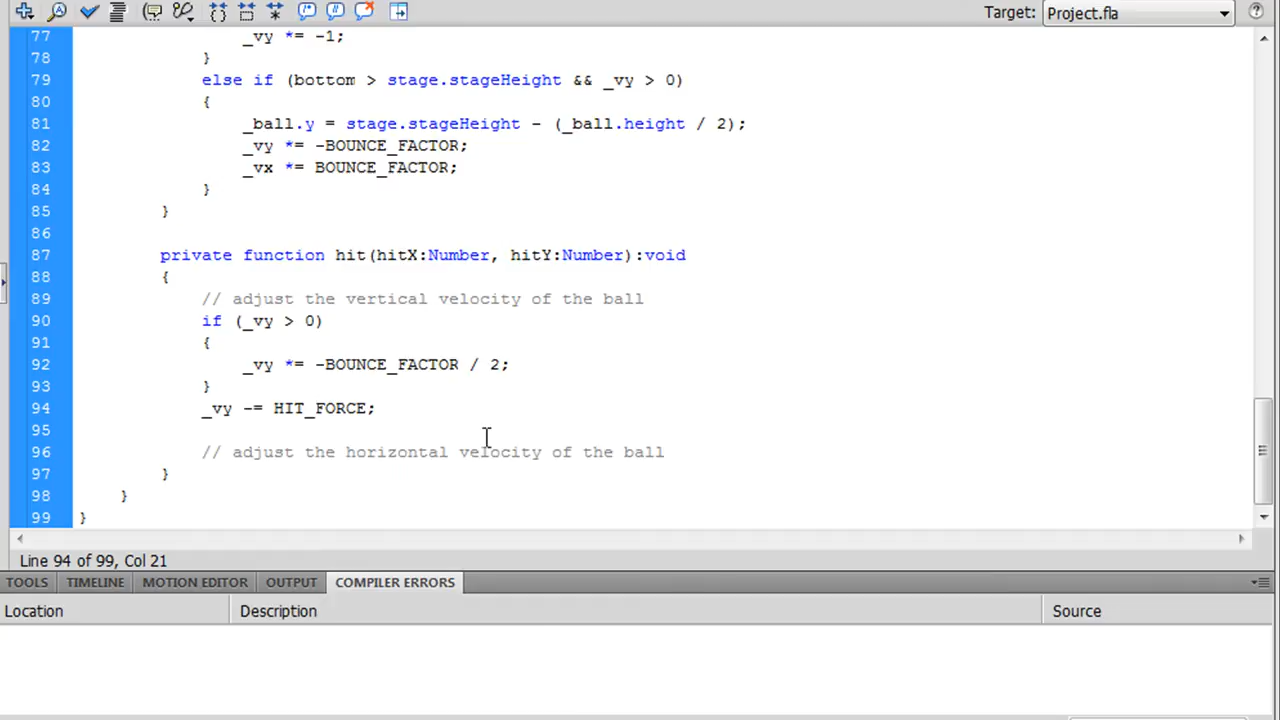 Target: Project.fla
77 _vy *= -1;
78 }
79 else if (bottom > stage.stageHeight && _vy > 0)
80 {
81 _ball.y = stage.stageHeight - (_ball.height / 2);
82 _vy *= -BOUNCE_FACTOR;
83 _vx *= BOUNCE_FACTOR;
84 }
85 }
86
87 private function hit(hitX:Number, hitY:Number):void
88 {
89 // adjust the vertical velocity of the ball
90 if (_vy > 0)
91 {
92 _vy *= -BOUNCE_FACTOR / 2;
93 }
94 _vy -= HIT_FORCE;
95
96 // adjust the horizontal velocity of the ball
97 }
98 }
99 }
Line 94 of 99, Col 21
TOOLS TIMELINE MOTION EDITOR OUTPUT COMPILER ERRORS
Location Description Source